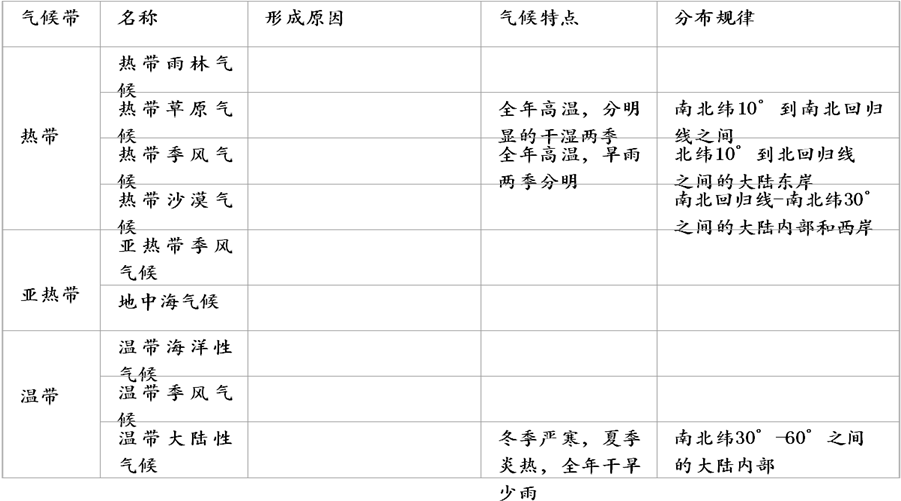 气候带 名称 形成原因 气候特点 分布规律
热带
热带雨林气
候
热带草原气
候
全年高温，分明
显的干湿两季
南北纬10°到南北回归
线之间
热带季风气
候
全年高温，旱雨
两季分明
北纬10°到北回归线
之间的大陆东岸
热带沙漠气
候
南北回归线-南北纬30°
之间的大陆内部和西岸
亚热带
亚热带季风
气候
地中海气候
温带
温带海洋性
气候
温带季风气
候
温带大陆性
气候
冬季严寒，夏季
炎热，全年干旱
少雨
南北纬30°-60°之间
的大陆内部